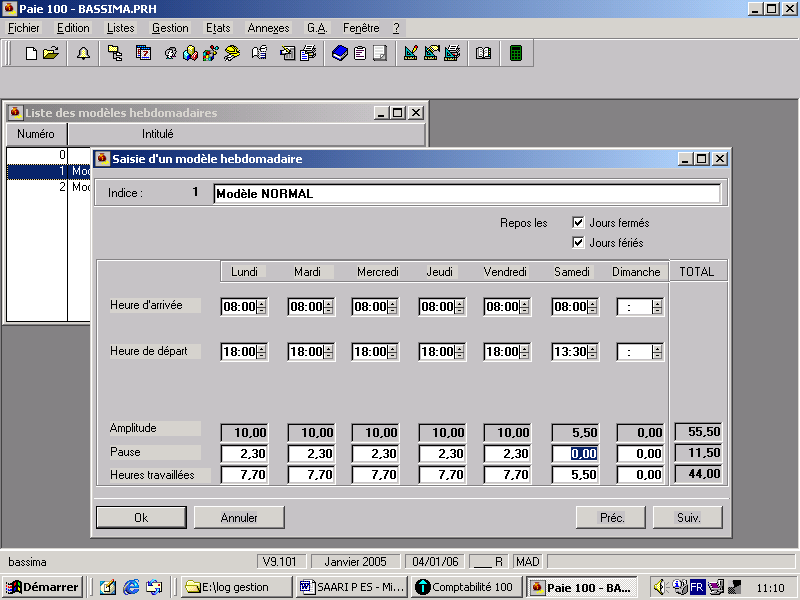 Paie 100 - BASSIMA.PRH
Fichier Edition Listes Gestion Etats Annexes G.A. Fenêtre ?
Liste des modèles hebdomadaires
Numéro Intitulé
0
1 Mod
2 Mod
Saisie d'un modèle hebdomadaire
Indice : 1 Modèle NORMAL
Repos les Jours fermés
Jours fériés
Lundi Mardi Mercredi Jeudi Vendredi Samedi Dimanche TOTAL
Heure d'arrivée 08:00 08:00 08:00 08:00 08:00 08:00 :
Heure de départ 18:00 18:00 18:00 18:00 18:00 13:30 :
Amplitude 10,00 10,00 10,00 10,00 10,00 5,50 0,00 55,50
Pause 2,30 2,30 2,30 2,30 2,30 0,00 0,00 11,50
Heures travaillées 7,70 7,70 7,70 7,70 7,70 5,50 0,00 44,00
Ok Annuler Préc. Suiv.
bassima V9.101 Janvier 2005 04/01/06 ___ R MAD
Démarrer E:\log gestion SAARI P ES - Mi... Comptabilité 100 Paie 100 - BA... FR 11:10